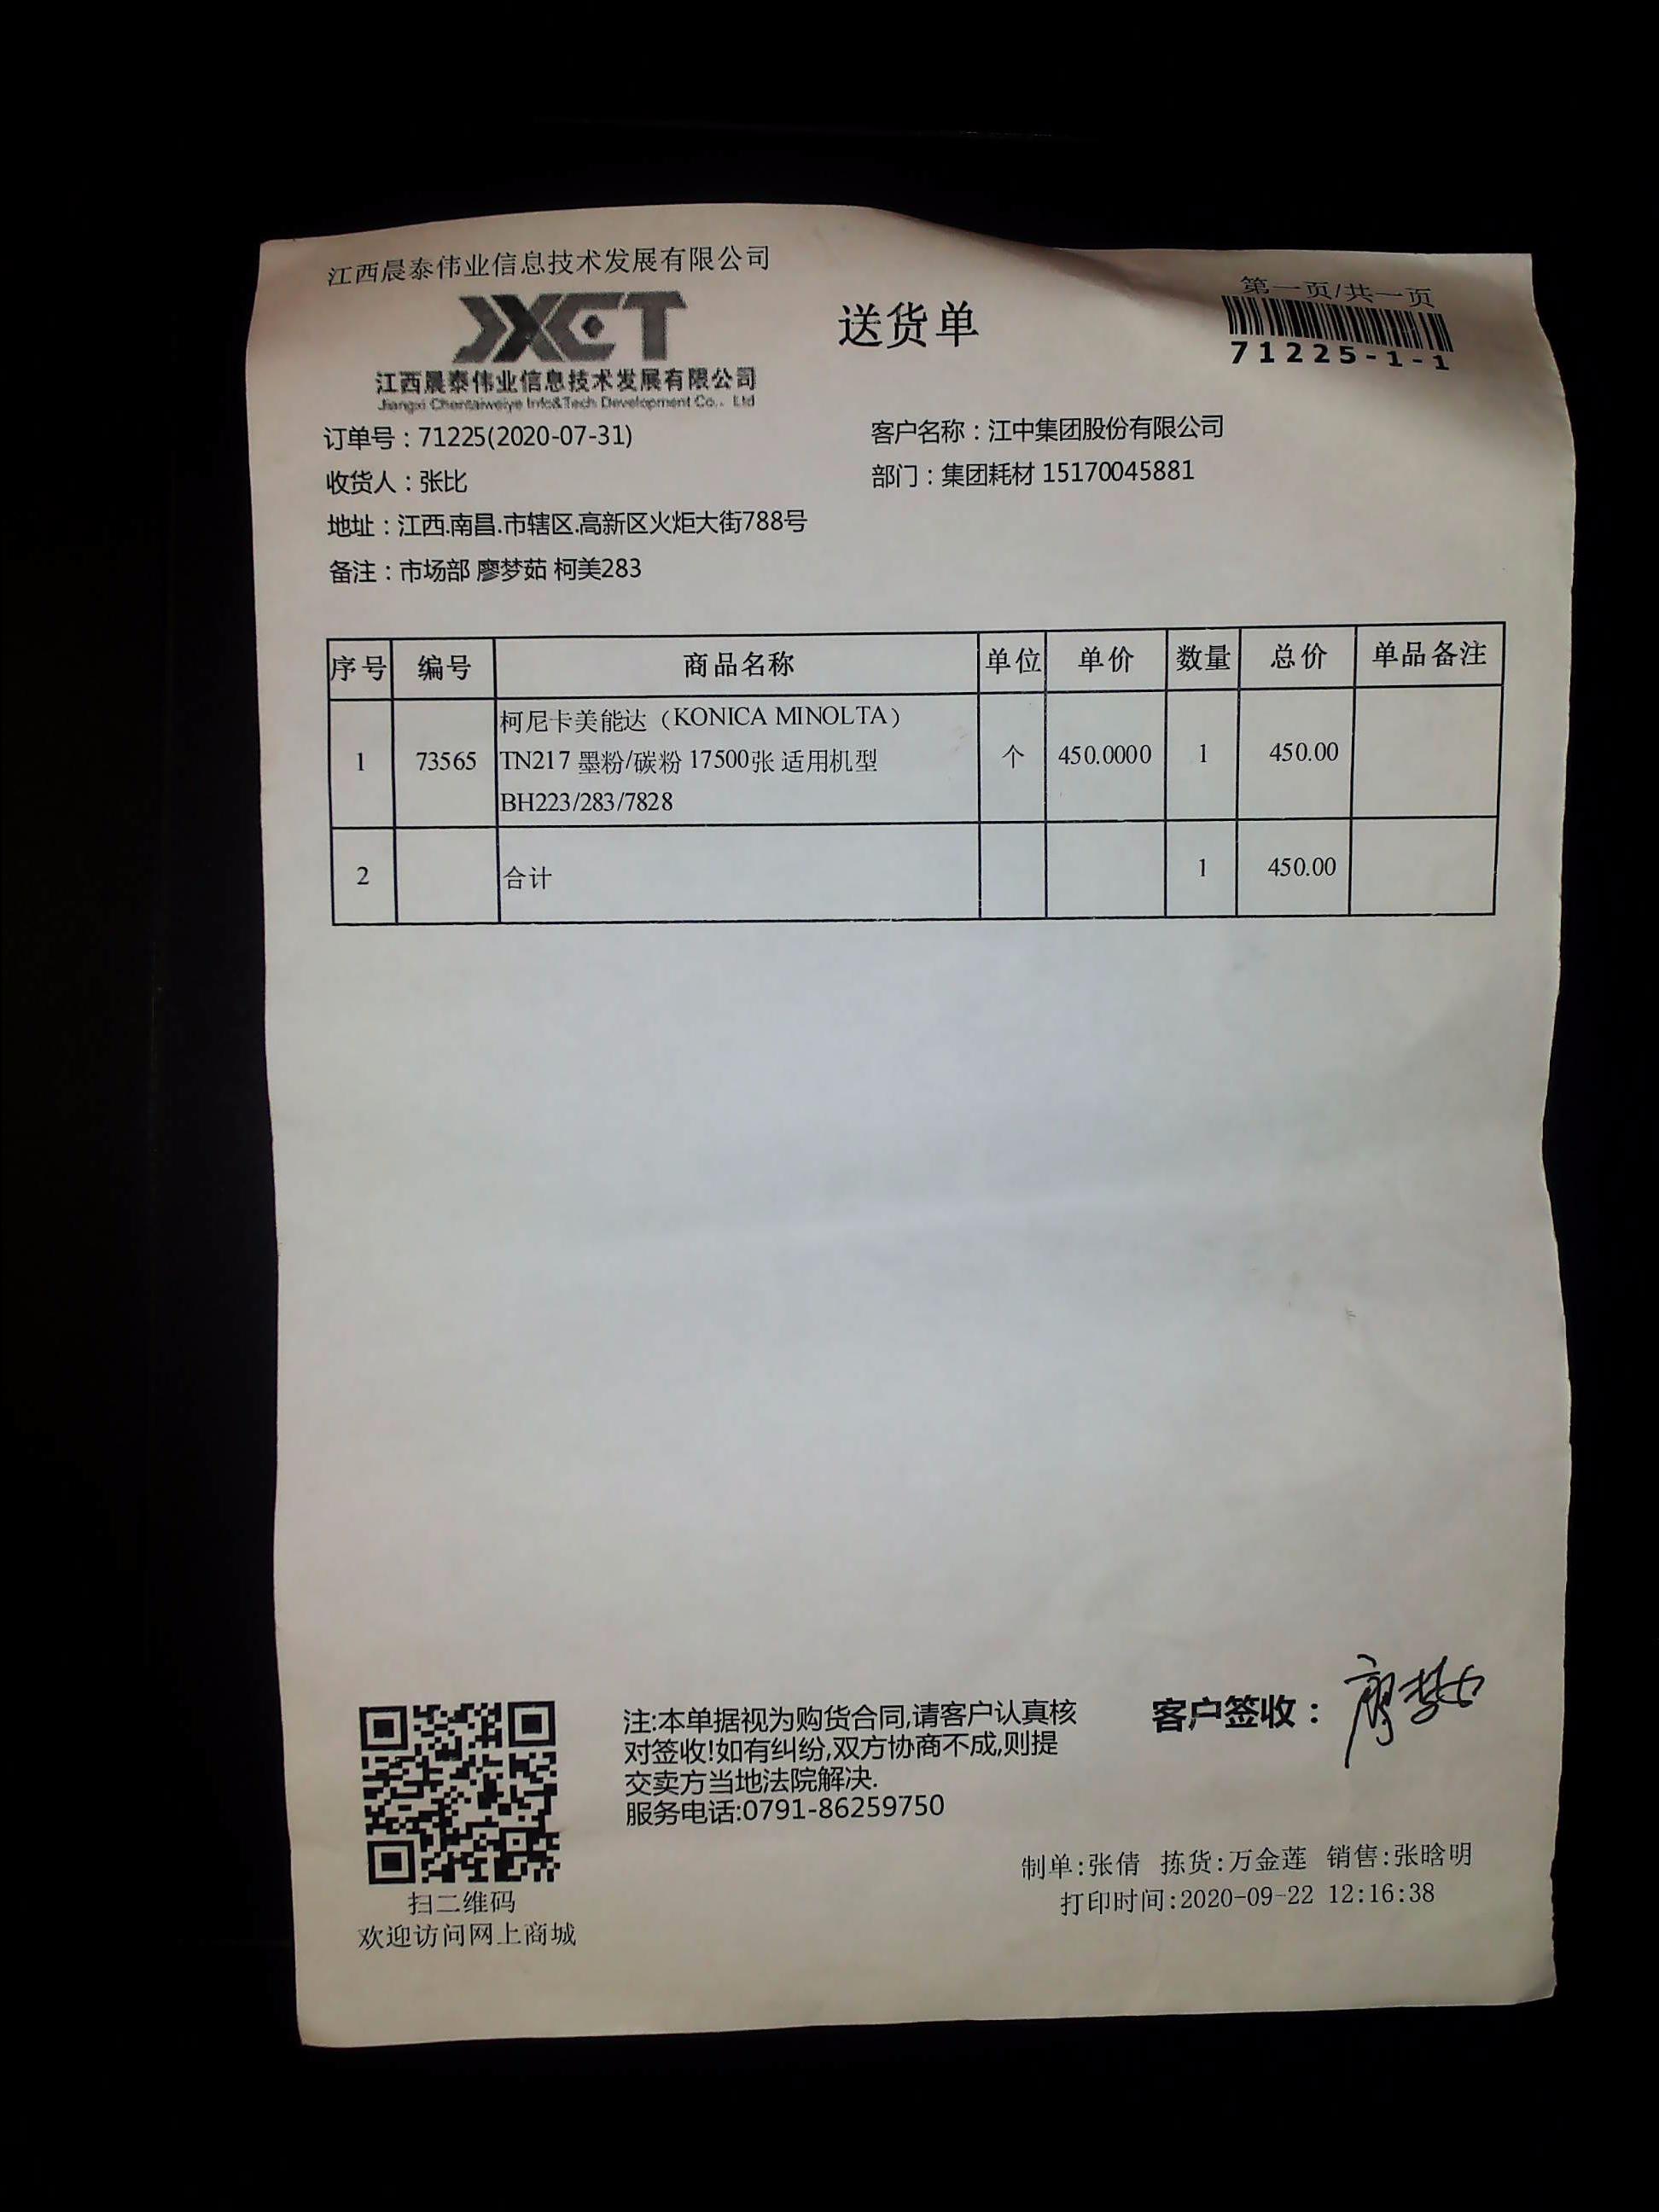 江西晨泰伟业信息技术发展有限公司
第一页/共一页
JXCT
送货单
71225-1-1
江西晨泰伟业信息技术发展有限公司
Jiangxi Chentaiweiye Info&Tech Development Co., Ltd
订单号：71225(2020-07-31)
客户名称：江中集团股份有限公司
收货人：张比
部门：集团耗材 15170045881
地址：江西.南昌.市辖区.高新区火炬大街788号
备注：市场部 廖梦茹 柯美283
序号 编号 商品名称 单位 单价 数量 总价 单品备注
柯尼卡美能达（KONICA MINOLTA）
1 73565 TN217 墨粉/碳粉 17500张 适用机型 个 450.0000 1 450.00
BH223/283/7828
2 合计 1 450.00
注:本单据视为购货合同,请客户认真核
对签收!如有纠纷,双方协商不成,则提
交卖方当地法院解决.
服务电话:0791-86259750
客户签收：廖梦茹
制单:张倩 拣货:万金莲 销售:张晗明
打印时间:2020-09-22 12:16:38
扫二维码
欢迎访问网上商城